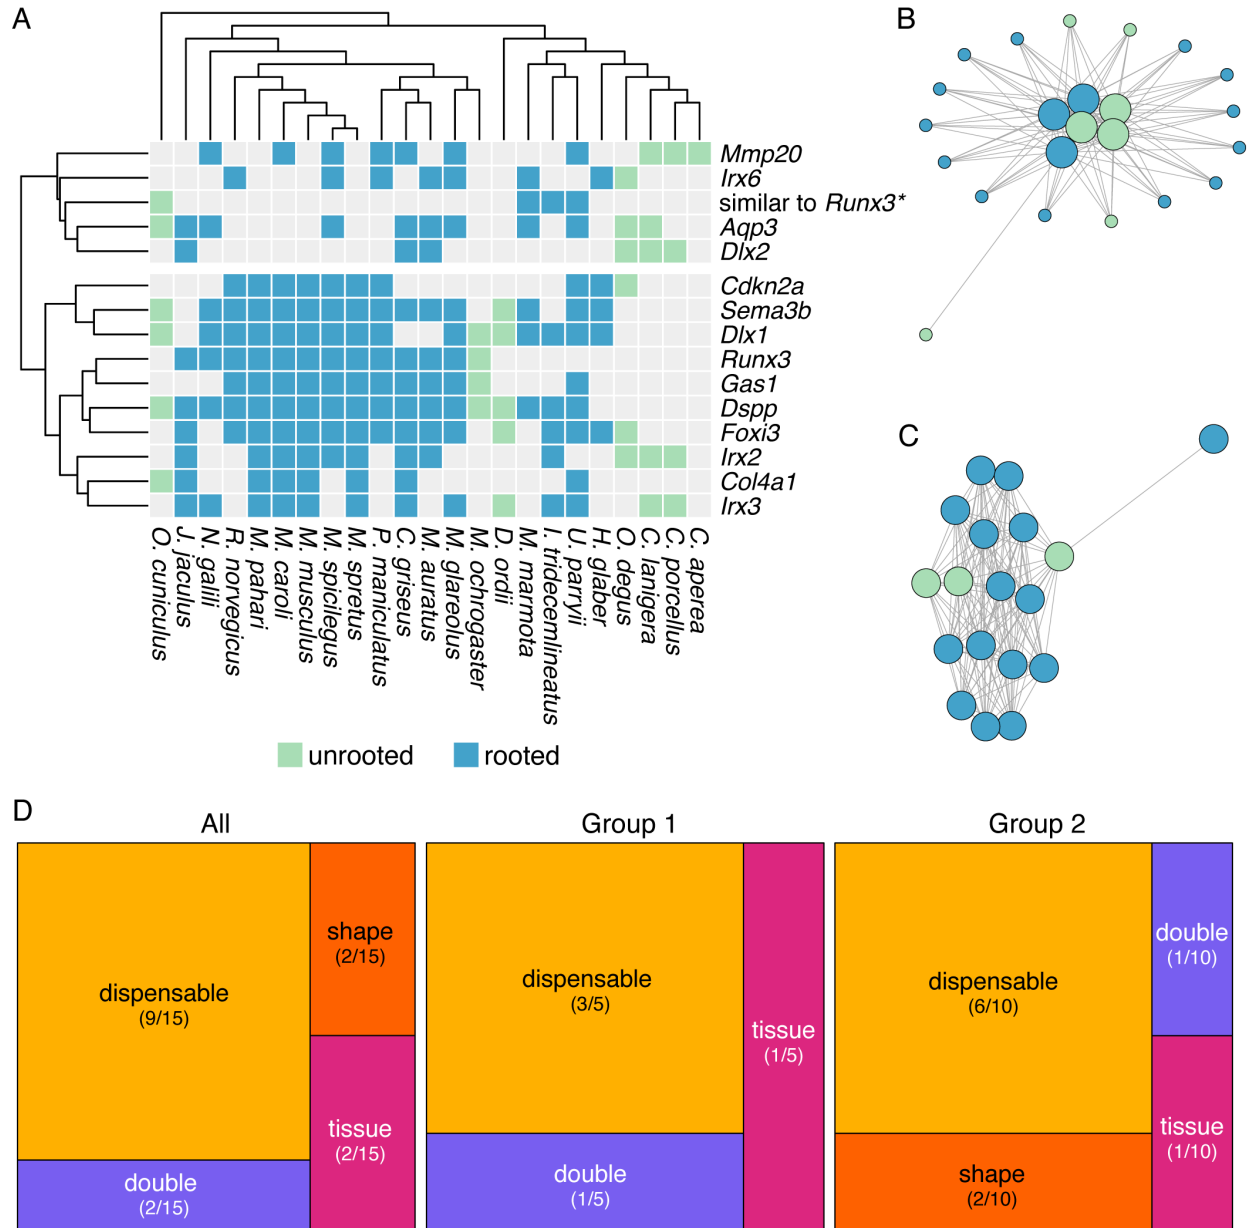 A
B
Mmp20
Irx6
similar to Runx3*
Aqp3
Dlx2
Cdkn2a
Sema3b
Dlx1
Runx3
Gas1
Dspp
Foxi3
Irx2
Col4a1
Irx3
C
O. cuniculus
J. jaculus
N. galili
R. norvegicus
M. pahari
M. caroli
M. musculus
M. spicilegus
M. spretus
P. maniculatus
C. griseus
M. auratus
M. glareolus
M. ochrogaster
D. ordii
M. marmota
I. tridecemlineatus
U. parryii
H. glaber
O. degus
C. lanigera
C. porcellus
C. aperea
unrooted
rooted
D
All
Group 1
Group 2
dispensable
(9/15)
shape
(2/15)
tissue
(2/15)
double
(2/15)
dispensable
(3/5)
tissue
(1/5)
double
(1/5)
dispensable
(6/10)
double
(1/10)
tissue
(1/10)
shape
(2/10)